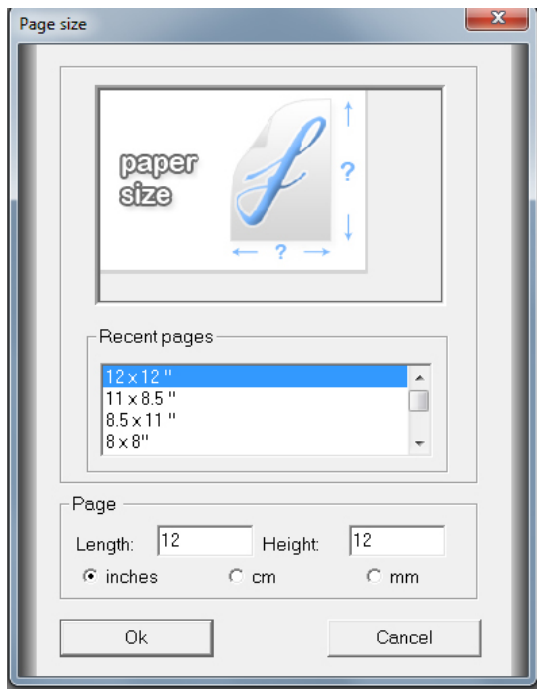 Page size
paper
size
?
?
Recent pages
12 x 12 "
11 x 8.5 "
8.5 x 11 "
8 x 8"
Page
Length: 12 Height: 12
inches cm mm
Ok Cancel